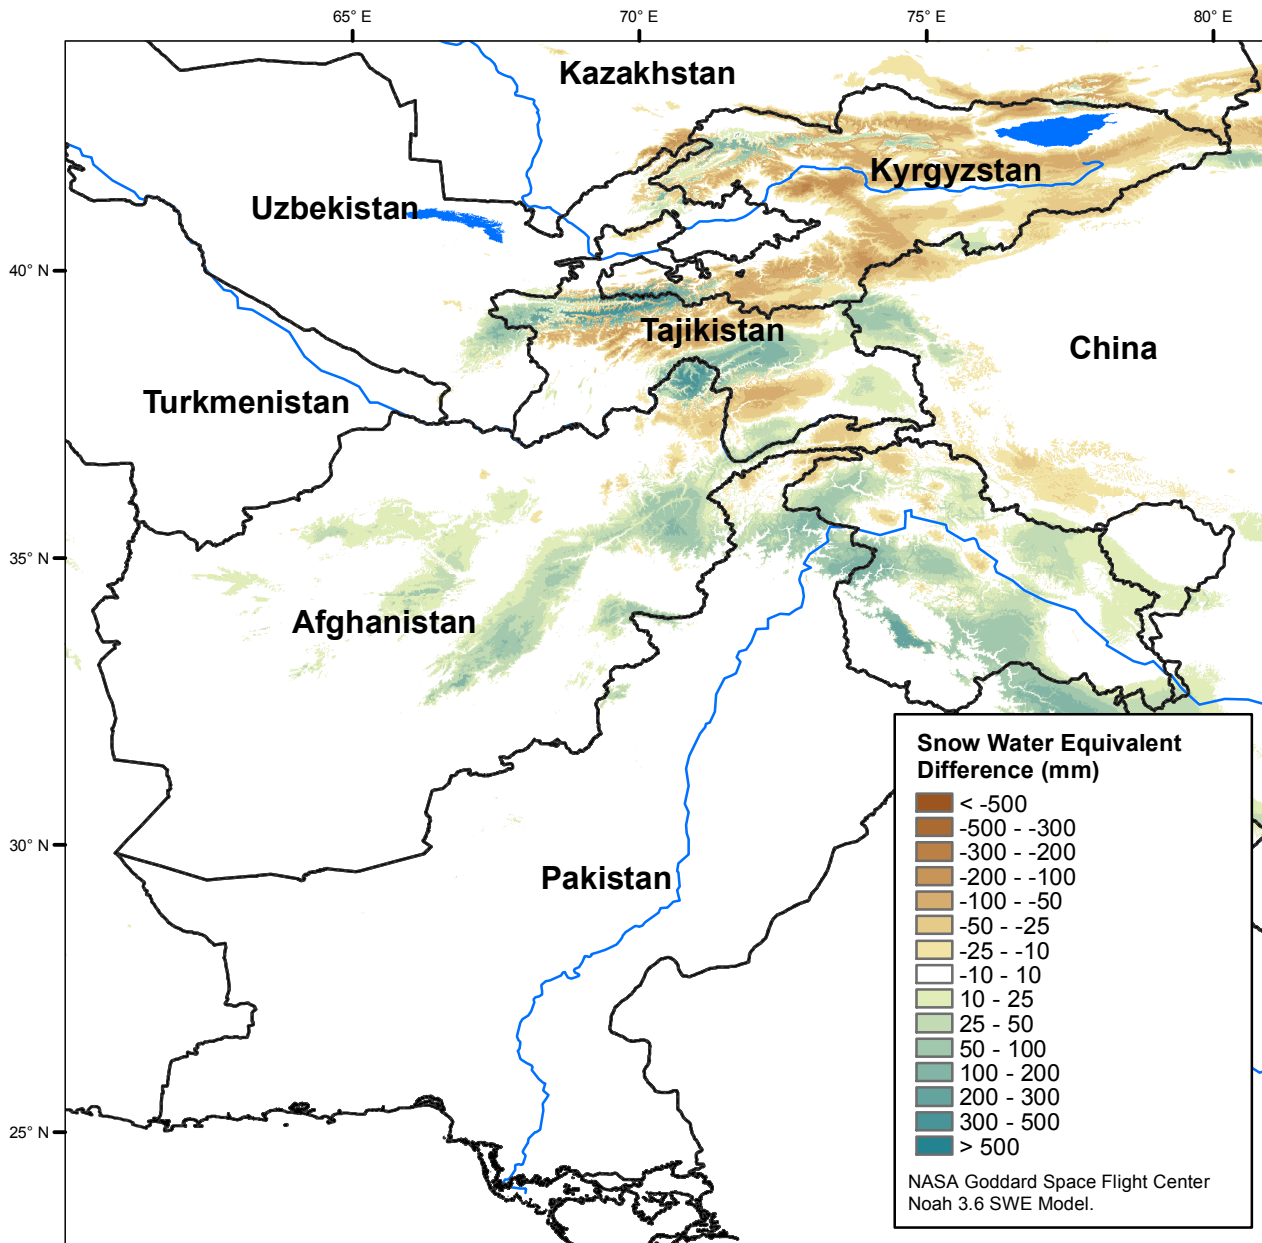 65° E
70° E
75° E
80° E
Kazakhstan
Kyrgyzstan
Uzbekistan
40° N
Tajikistan
China
Turkmenistan
35° N
Afghanistan
Snow Water Equivalent
Difference (mm)
< -500
-500 - -300
-300 - -200
-200 - -100
-100 - -50
-50 - -25
-25 - -10
-10 - 10
10 - 25
25 - 50
50 - 100
100 - 200
200 - 300
300 - 500
> 500
NASA Goddard Space Flight Center
Noah 3.6 SWE Model.
30° N
Pakistan
25° N